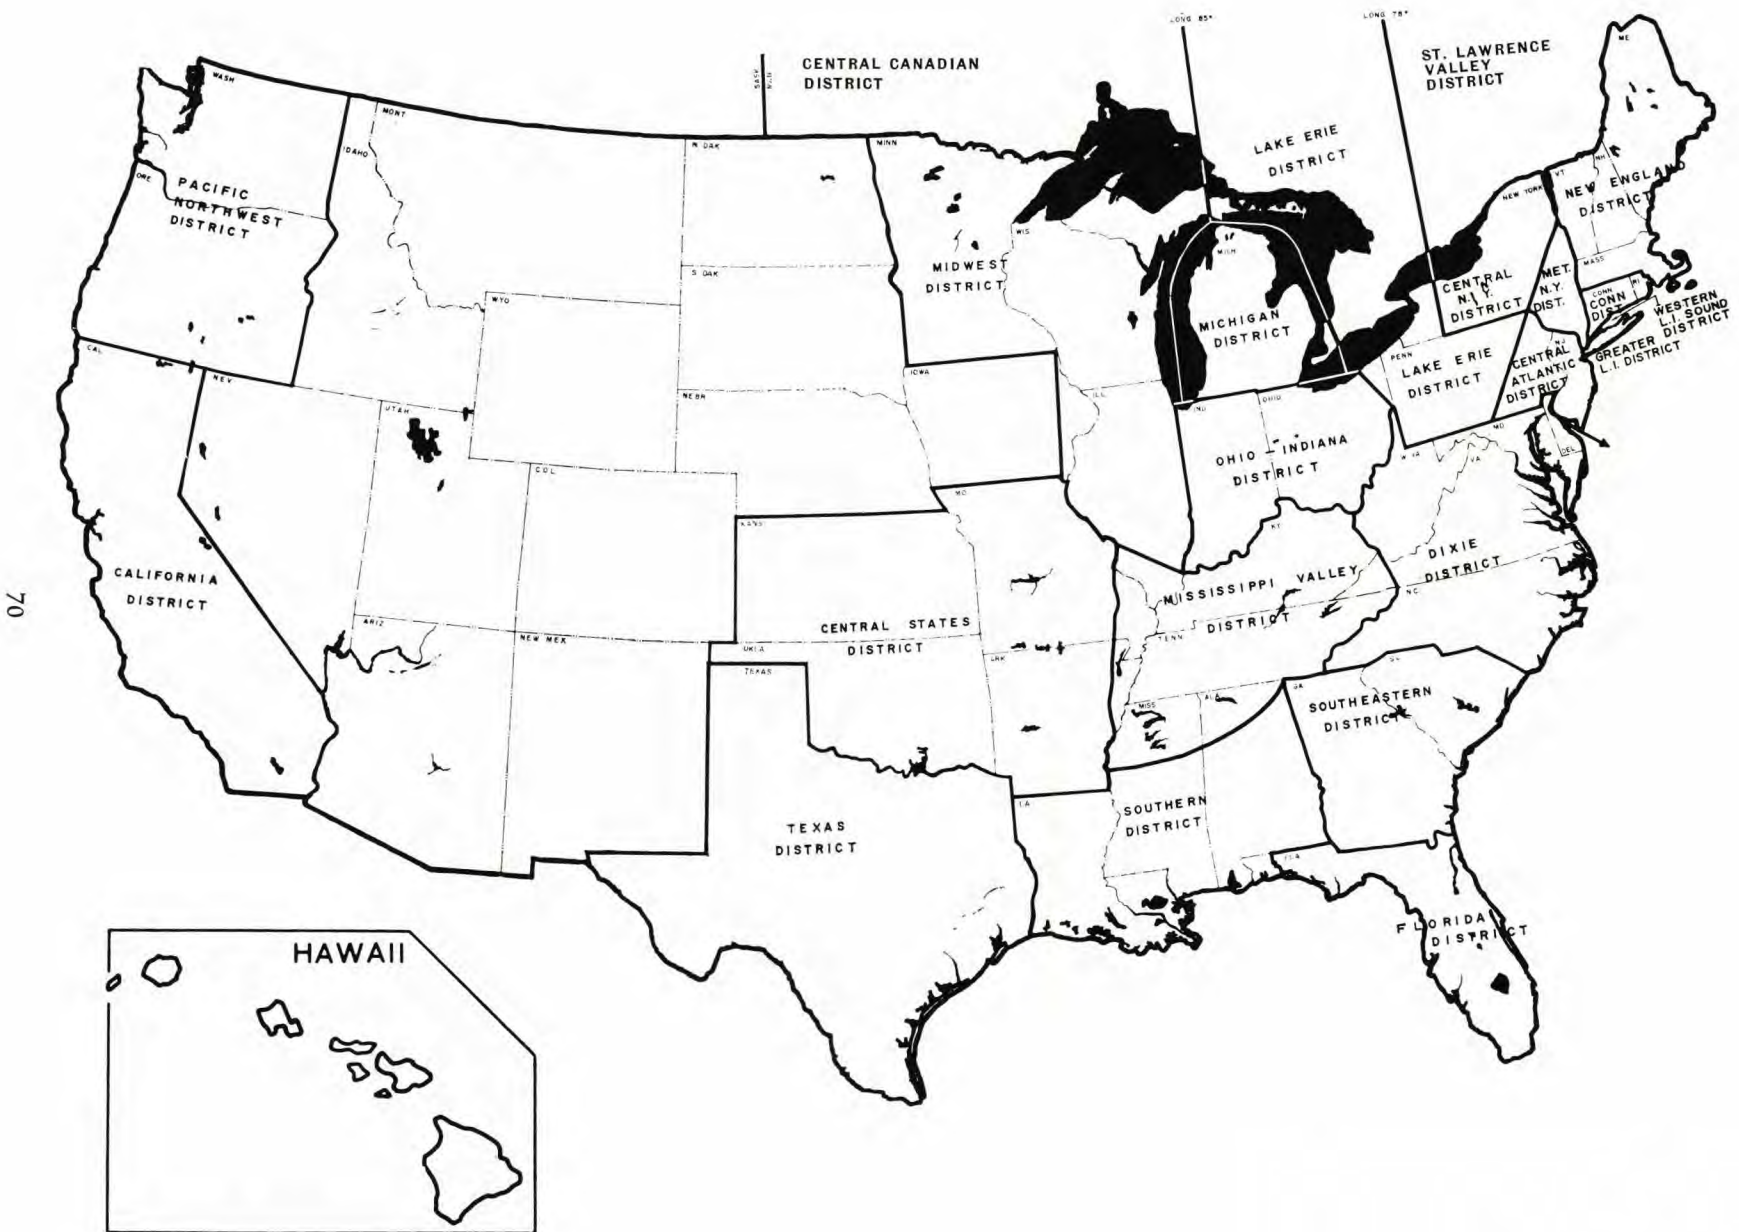 LONG 85°
LONG 78°
CENTRAL CANADIAN
DISTRICT
SASK
ST. LAWRENCE
VALLEY
DISTRICT
ME
WASH
MONT
IDAHO
N DAK
MINN
LAKE ERIE
DISTRICT
ORE
PACIFIC
NORTHWEST
DISTRICT
NEW YORK
VT
NH
NEW ENGLAND
DISTRICT
WIS
MICH
MIDWEST
DISTRICT
S DAK
MASS
WYO
CENTRAL
N.Y.
DISTRICT
MET.
N.Y.
DIST.
CONN
RI
CONN
DIST
WESTERN
L.I. SOUND
DISTRICT
MICHIGAN
DISTRICT
CAL
PENN
LAKE ERIE
DISTRICT
NJ
CENTRAL
ATLANTIC
DISTRICT
GREATER
L.I. DISTRICT
NEV
UTAH
IOWA
NEBR
ILL
IND
OHIO
MD
DEL
OHIO - INDIANA
DISTRICT
W VA
VA
COL
MO
KANS
KY
CALIFORNIA
DISTRICT
DIXIE
DISTRICT
NC
MISSISSIPPI VALLEY
DISTRICT
TENN
70
ARIZ
NEW MEX
CENTRAL STATES
DISTRICT
OKLA
ARK
TEXAS
MISS
ALA
GA
SC
SOUTHEASTERN
DISTRICT
LA
SOUTHERN
DISTRICT
TEXAS
DISTRICT
FLA
FLORIDA
DISTRICT
HAWAII